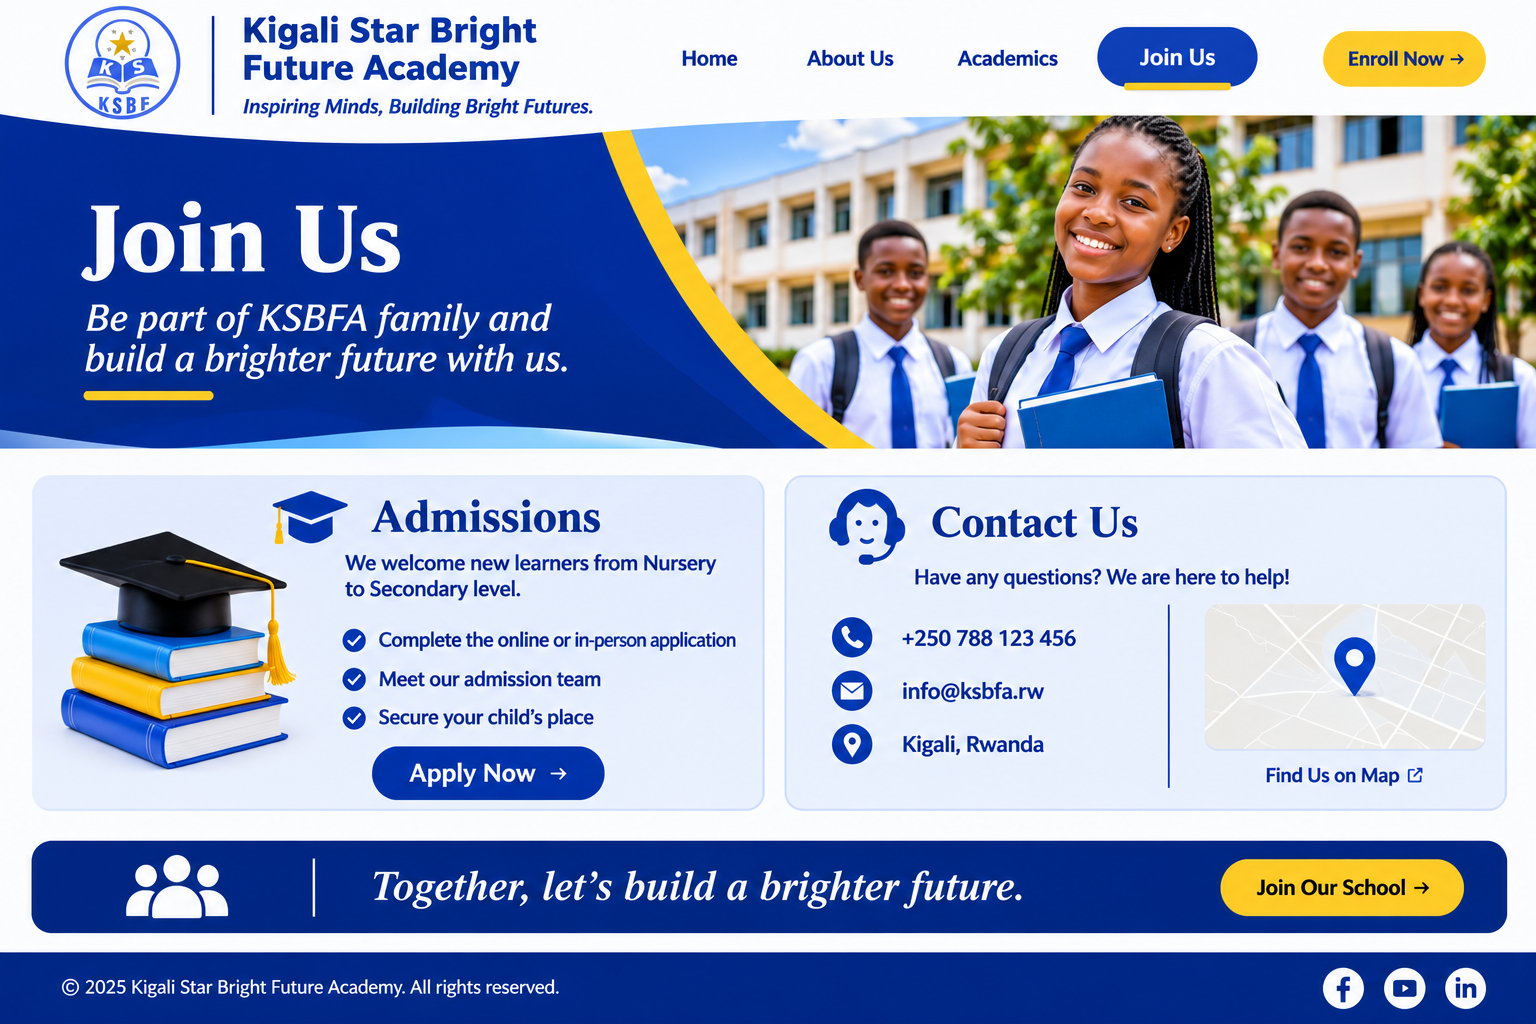 K S
KSBF
Kigali Star Bright
Future Academy
Inspiring Minds, Building Bright Futures.
Home
About Us
Academics
Join Us
Enroll Now →
Join Us
Be part of KSBFA family and
build a brighter future with us.
Admissions
We welcome new learners from Nursery
to Secondary level.
Complete the online or in-person application
Meet our admission team
Secure your child's place
Apply Now →
Contact Us
Have any questions? We are here to help!
+250 788 123 456
info@ksbfa.rw
Kigali, Rwanda
Find Us on Map
Together, let's build a brighter future.
Join Our School →
© 2025 Kigali Star Bright Future Academy. All rights reserved.
f
in